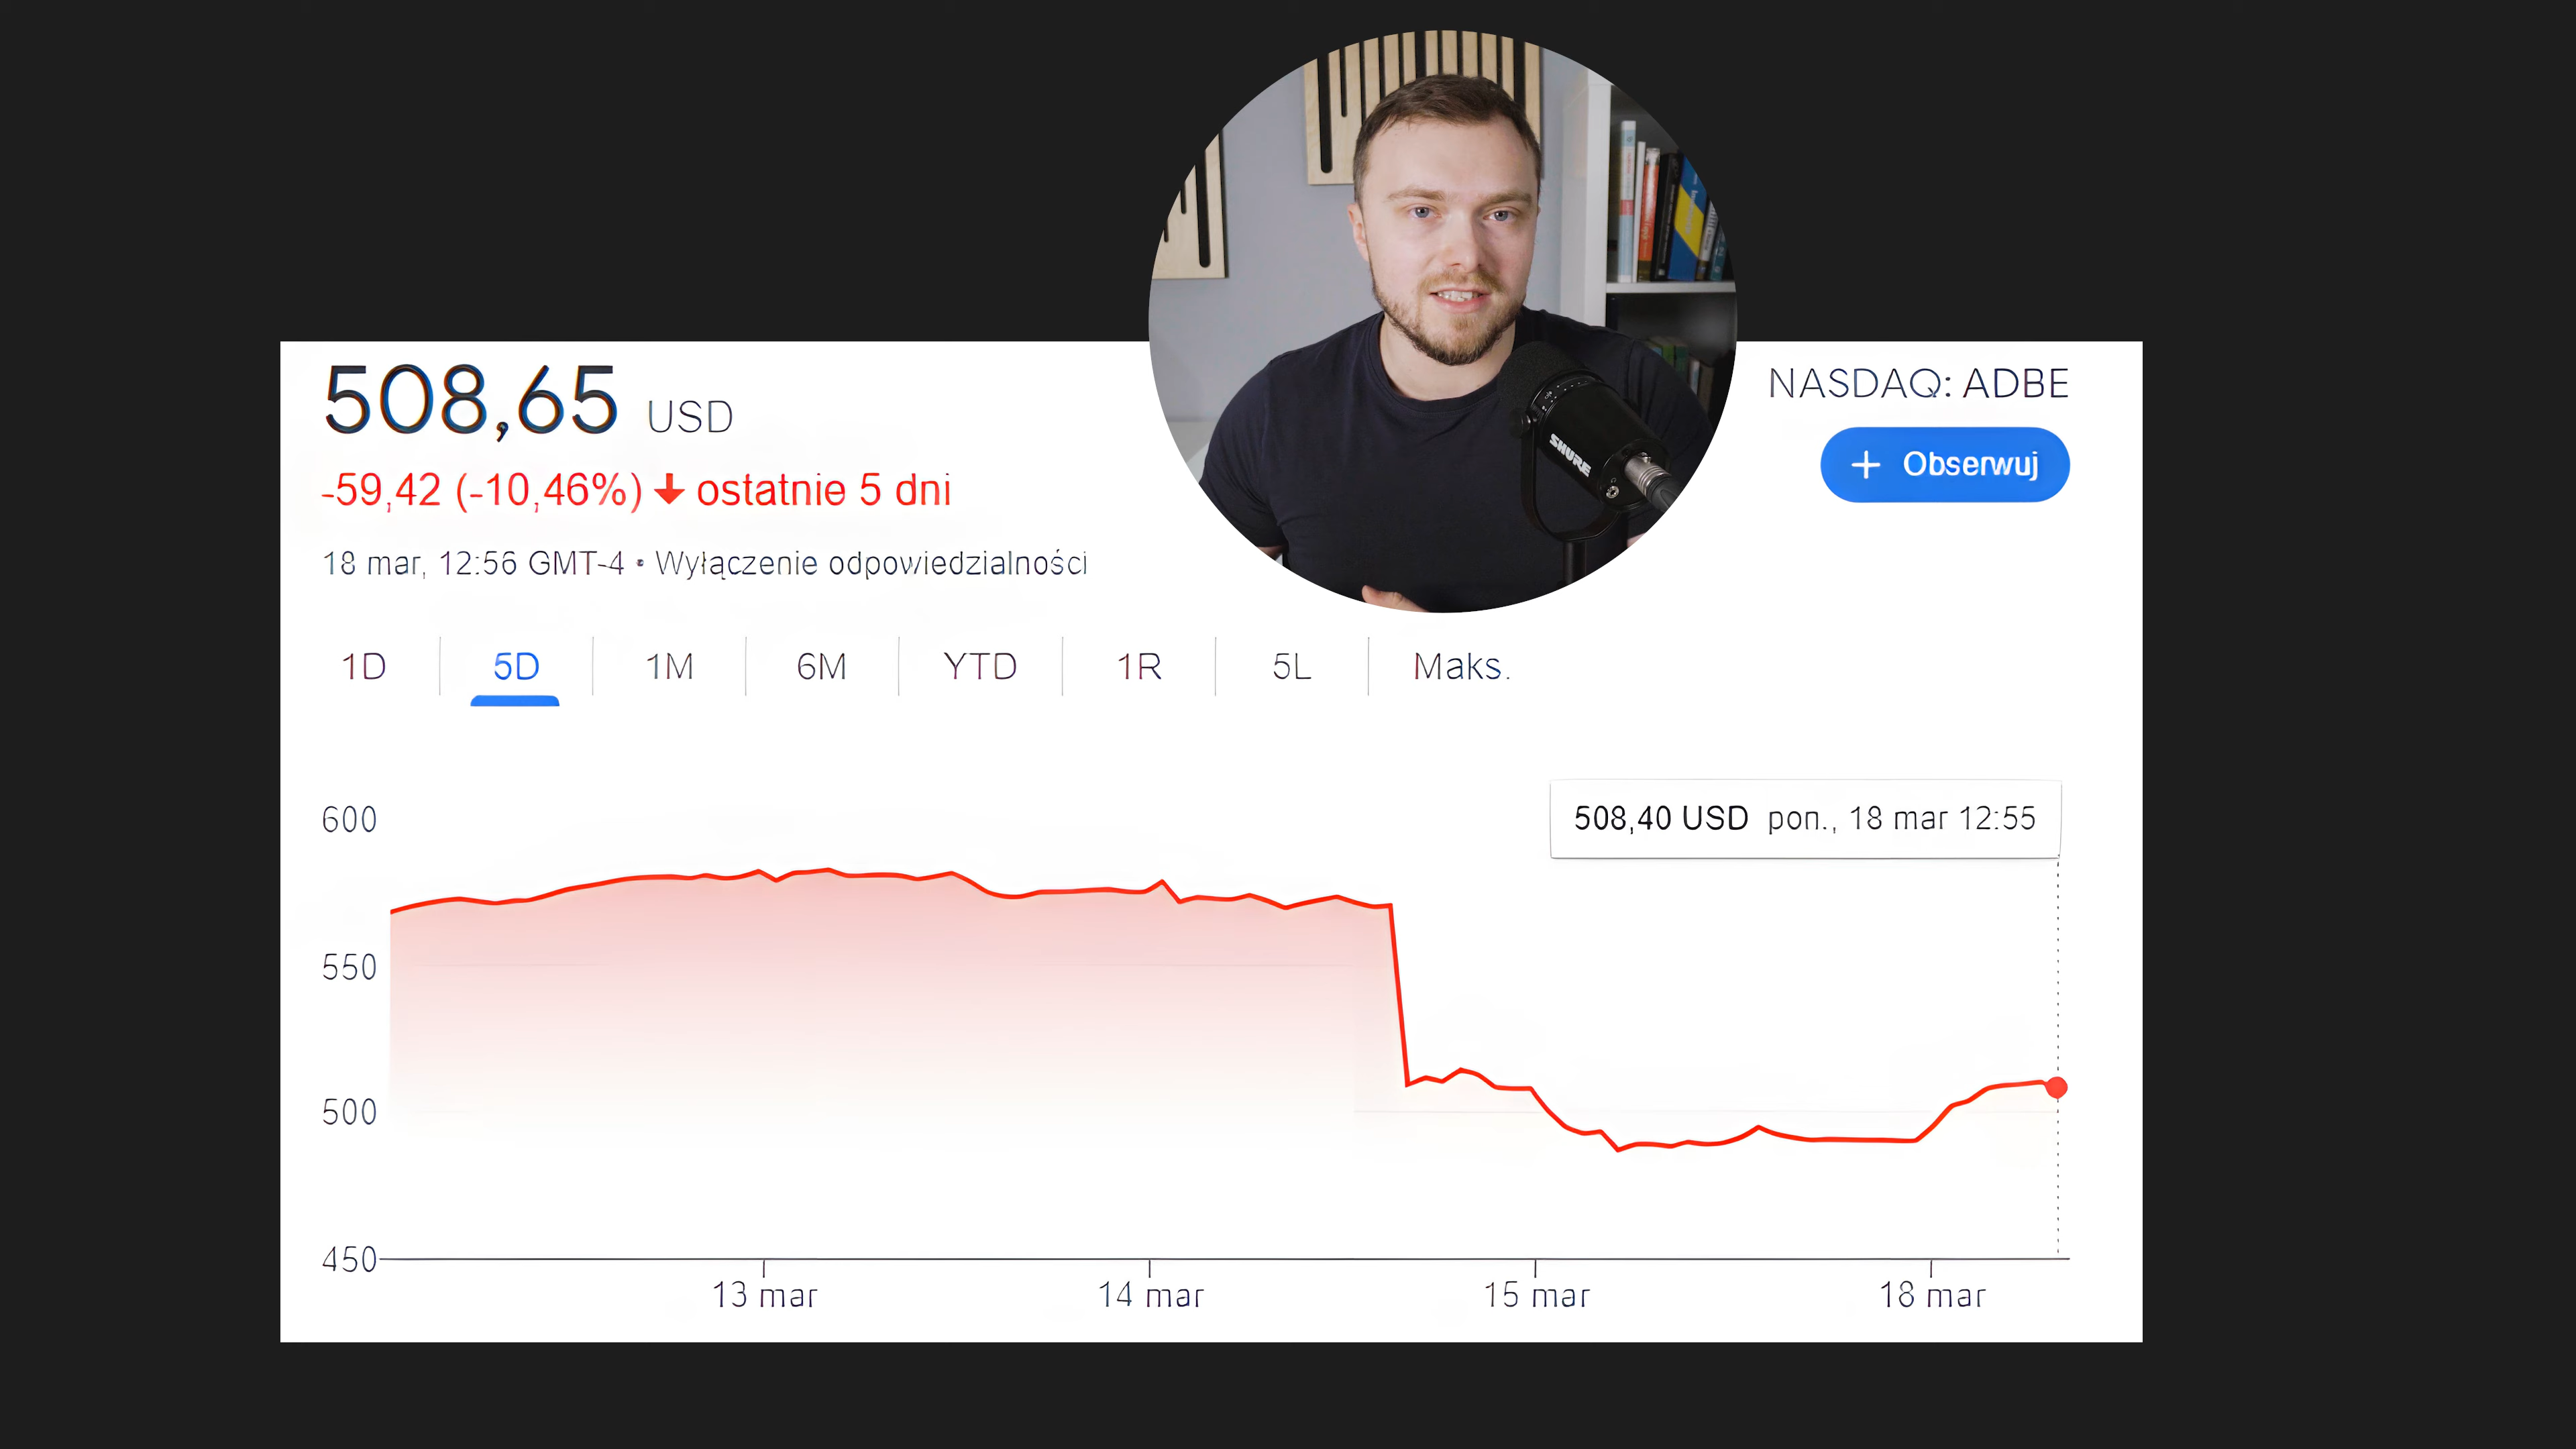 508,65 USD
NASDAQ: ADBE
+ Obserwuj
-59,42 (-10,46%) ↓ ostatnie 5 dni
18 mar, 12:56 GMT-4 • Wyłączenie odpowiedzialności
SHURE
1D 5D 1M 6M YTD 1R 5L Maks.
508,40 USD pon., 18 mar 12:55
600
550
500
450
13 mar 14 mar 15 mar 18 mar